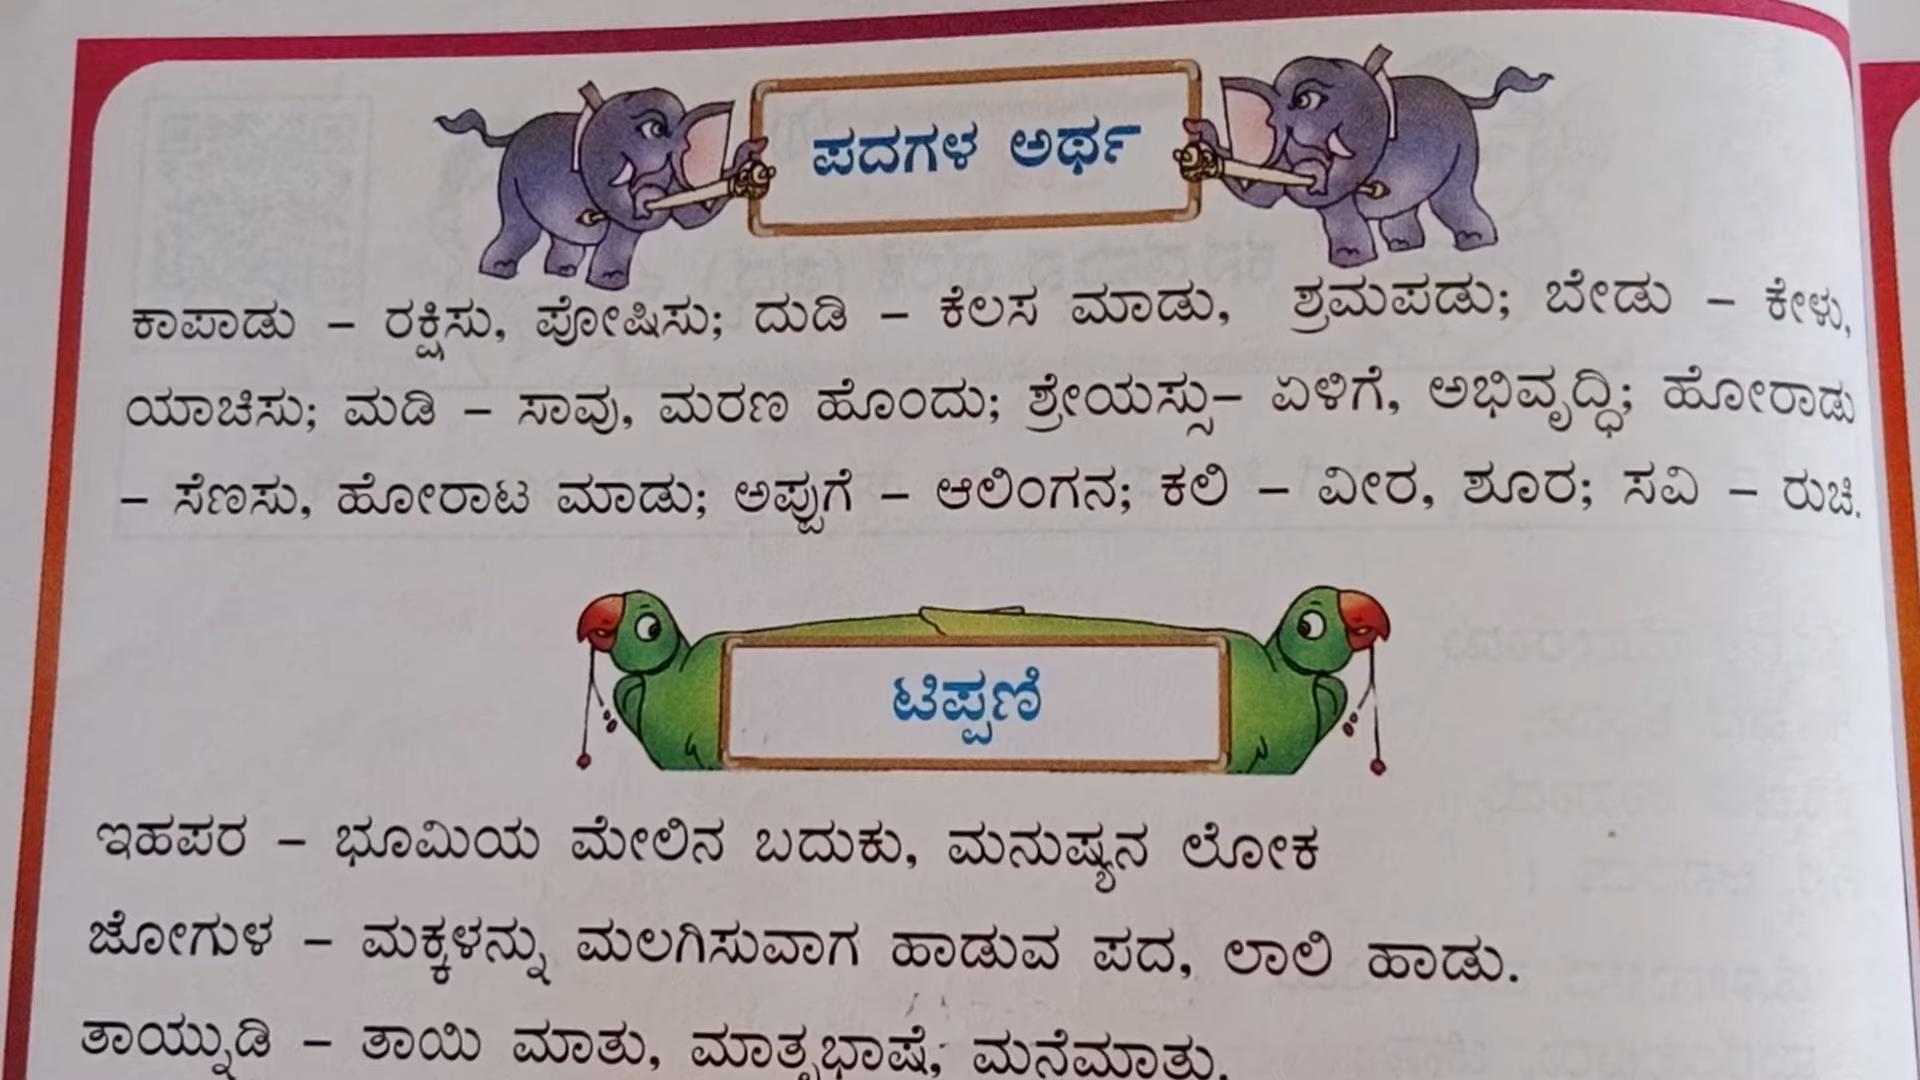 ಪದಗಳ ಅರ್ಥ
ಕಾಪಾಡು – ರಕ್ಷಿಸು, ಪೋಷಿಸು; ದುಡಿ – ಕೆಲಸ ಮಾಡು, ಶ್ರಮಪಡು; ಬೇಡು – ಕೇಳು,
ಯಾಚಿಸು; ಮಡಿ – ಸಾವು, ಮರಣ ಹೊಂದು; ಶ್ರೇಯಸ್ಸು– ಏಳಿಗೆ, ಅಭಿವೃದ್ಧಿ; ಹೋರಾಡು
– ಸೆಣಸು, ಹೋರಾಟ ಮಾಡು; ಅಪ್ಪುಗೆ – ಆಲಿಂಗನ; ಕಲಿ – ವೀರ, ಶೂರ; ಸವಿ – ರುಚಿ.
ಟಿಪ್ಪಣಿ
ಇಹಪರ – ಭೂಮಿಯ ಮೇಲಿನ ಬದುಕು, ಮನುಷ್ಯನ ಲೋಕ
ಜೋಗುಳ – ಮಕ್ಕಳನ್ನು ಮಲಗಿಸುವಾಗ ಹಾಡುವ ಪದ, ಲಾಲಿ ಹಾಡು.
ತಾಯ್ನುಡಿ – ತಾಯಿ ಮಾತು, ಮಾತೃಭಾಷೆ, ಮನೆಮಾತು.